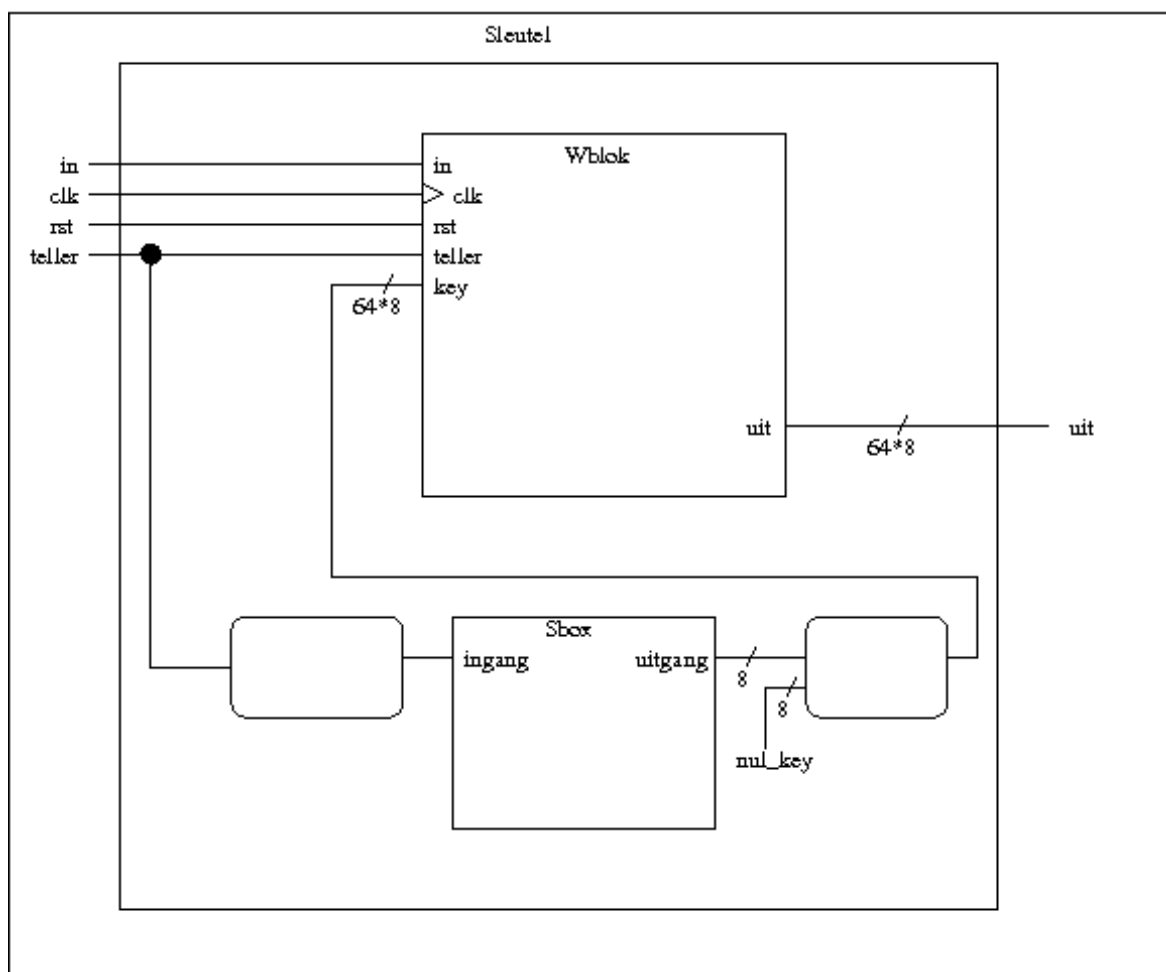 Sleutel
Wblok
in in
clk clk
rst rst
teller teller
key
64*8
uit uit
64*8
Sbox
ingang uitgang
8
8
nul_key